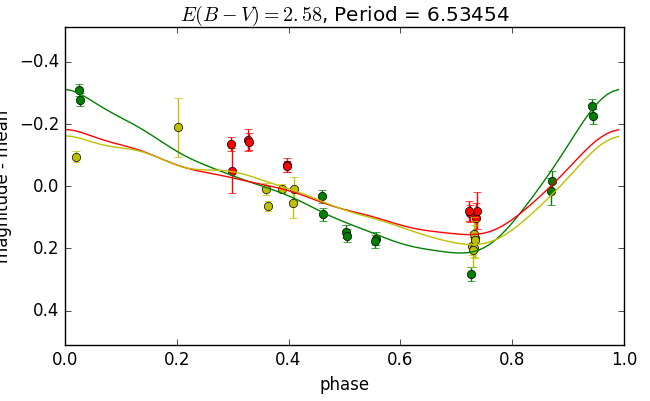 E(B − V) = 2.58, Period = 6.53454
−0.4
−0.2
0.0
0.2
0.4
magnitude - mean
0.0 0.2 0.4 0.6 0.8 1.0
phase